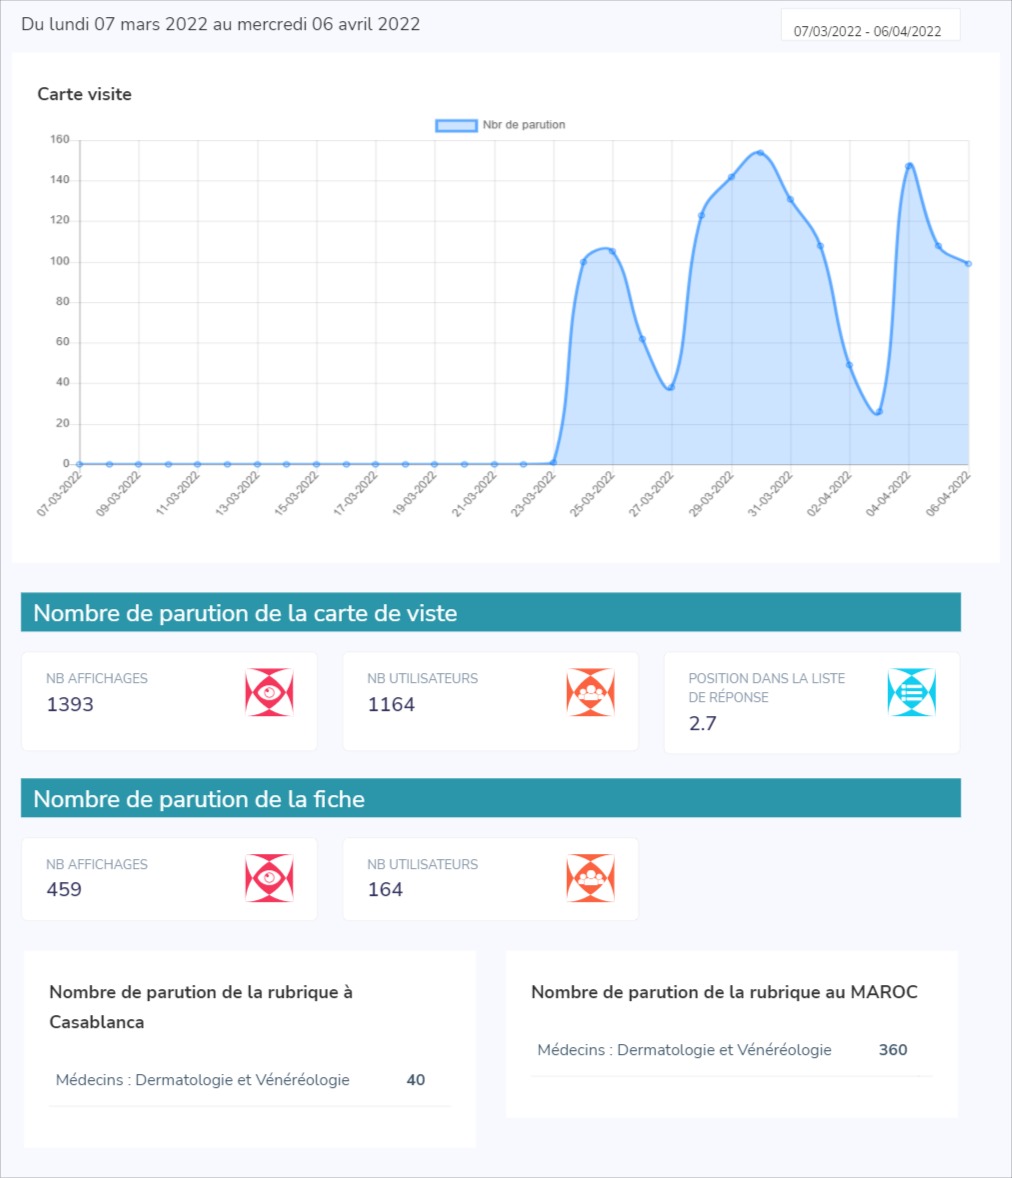 Du lundi 07 mars 2022 au mercredi 06 avril 2022
07/03/2022 - 06/04/2022
Carte visite
Nbr de parution
160
140
120
100
80
60
40
20
0
07-03-2022
09-03-2022
11-03-2022
13-03-2022
15-03-2022
17-03-2022
19-03-2022
21-03-2022
23-03-2022
25-03-2022
27-03-2022
29-03-2022
31-03-2022
02-04-2022
04-04-2022
06-04-2022
Nombre de parution de la carte de viste
NB AFFICHAGES
1393
NB UTILISATEURS
1164
POSITION DANS LA LISTE
DE RÉPONSE
2.7
Nombre de parution de la fiche
NB AFFICHAGES
459
NB UTILISATEURS
164
Nombre de parution de la rubrique à
Casablanca
Médecins : Dermatologie et Vénéréologie 40
Nombre de parution de la rubrique au MAROC
Médecins : Dermatologie et Vénéréologie 360